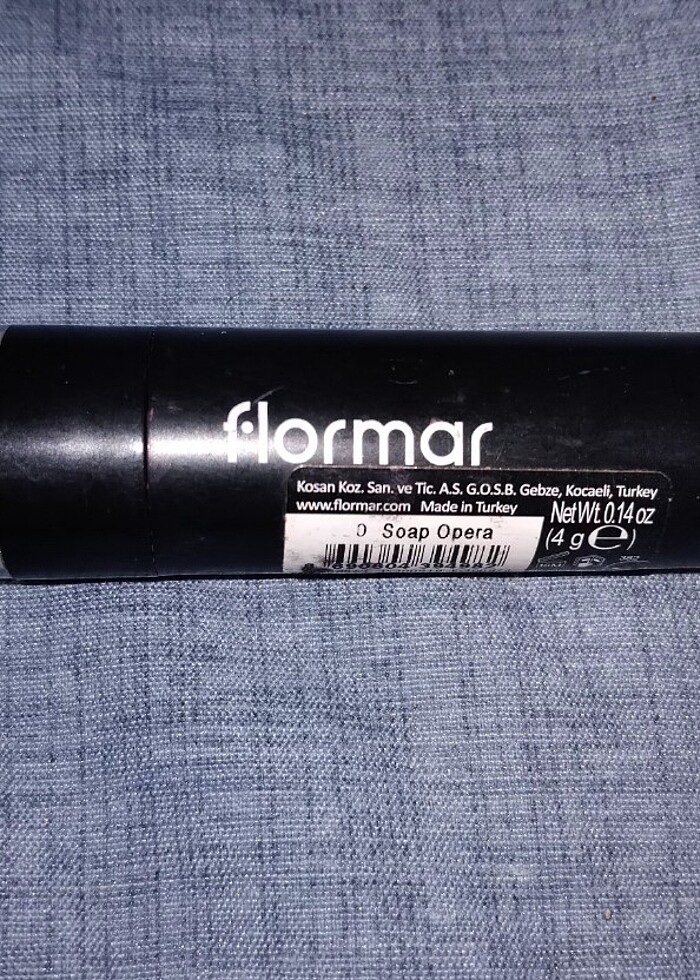 flormar
Kosan Koz. San. ve Tic. A.S. G.O.S.B. Gebze, Kocaeli, Turkey
www.flormar.com Made in Turkey
Net Wt. 0.14 oz
(4 g ℮)
0 Soap Opera